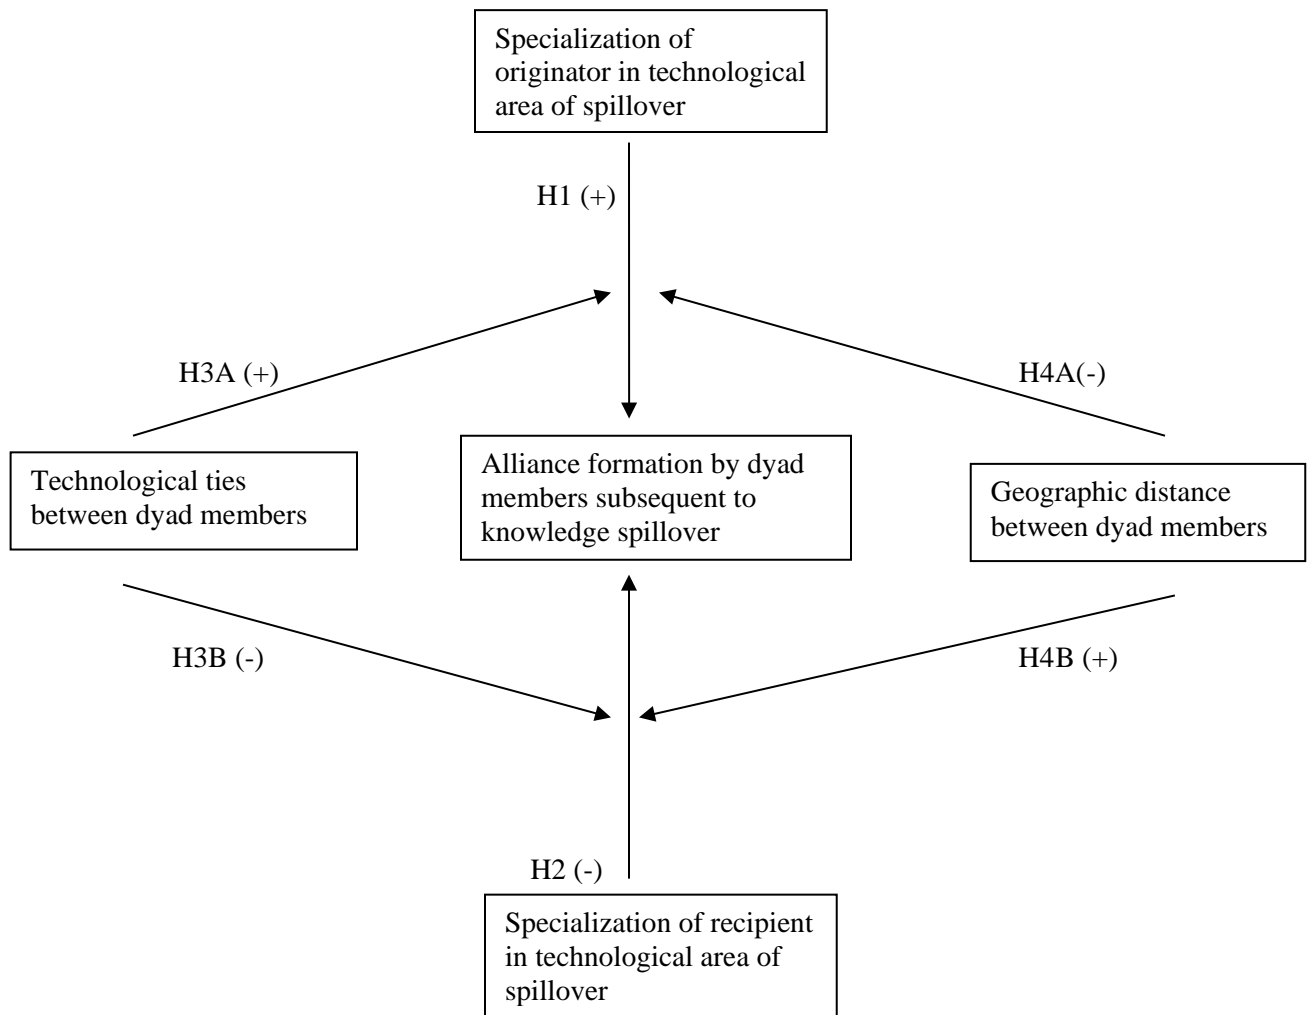 Specialization of
originator in technological
area of spillover
H1 (+)
H3A (+)
H4A(-)
Technological ties
between dyad members
Alliance formation by dyad
members subsequent to
knowledge spillover
Geographic distance
between dyad members
H3B (-)
H4B (+)
H2 (-)
Specialization of recipient
in technological area of
spillover